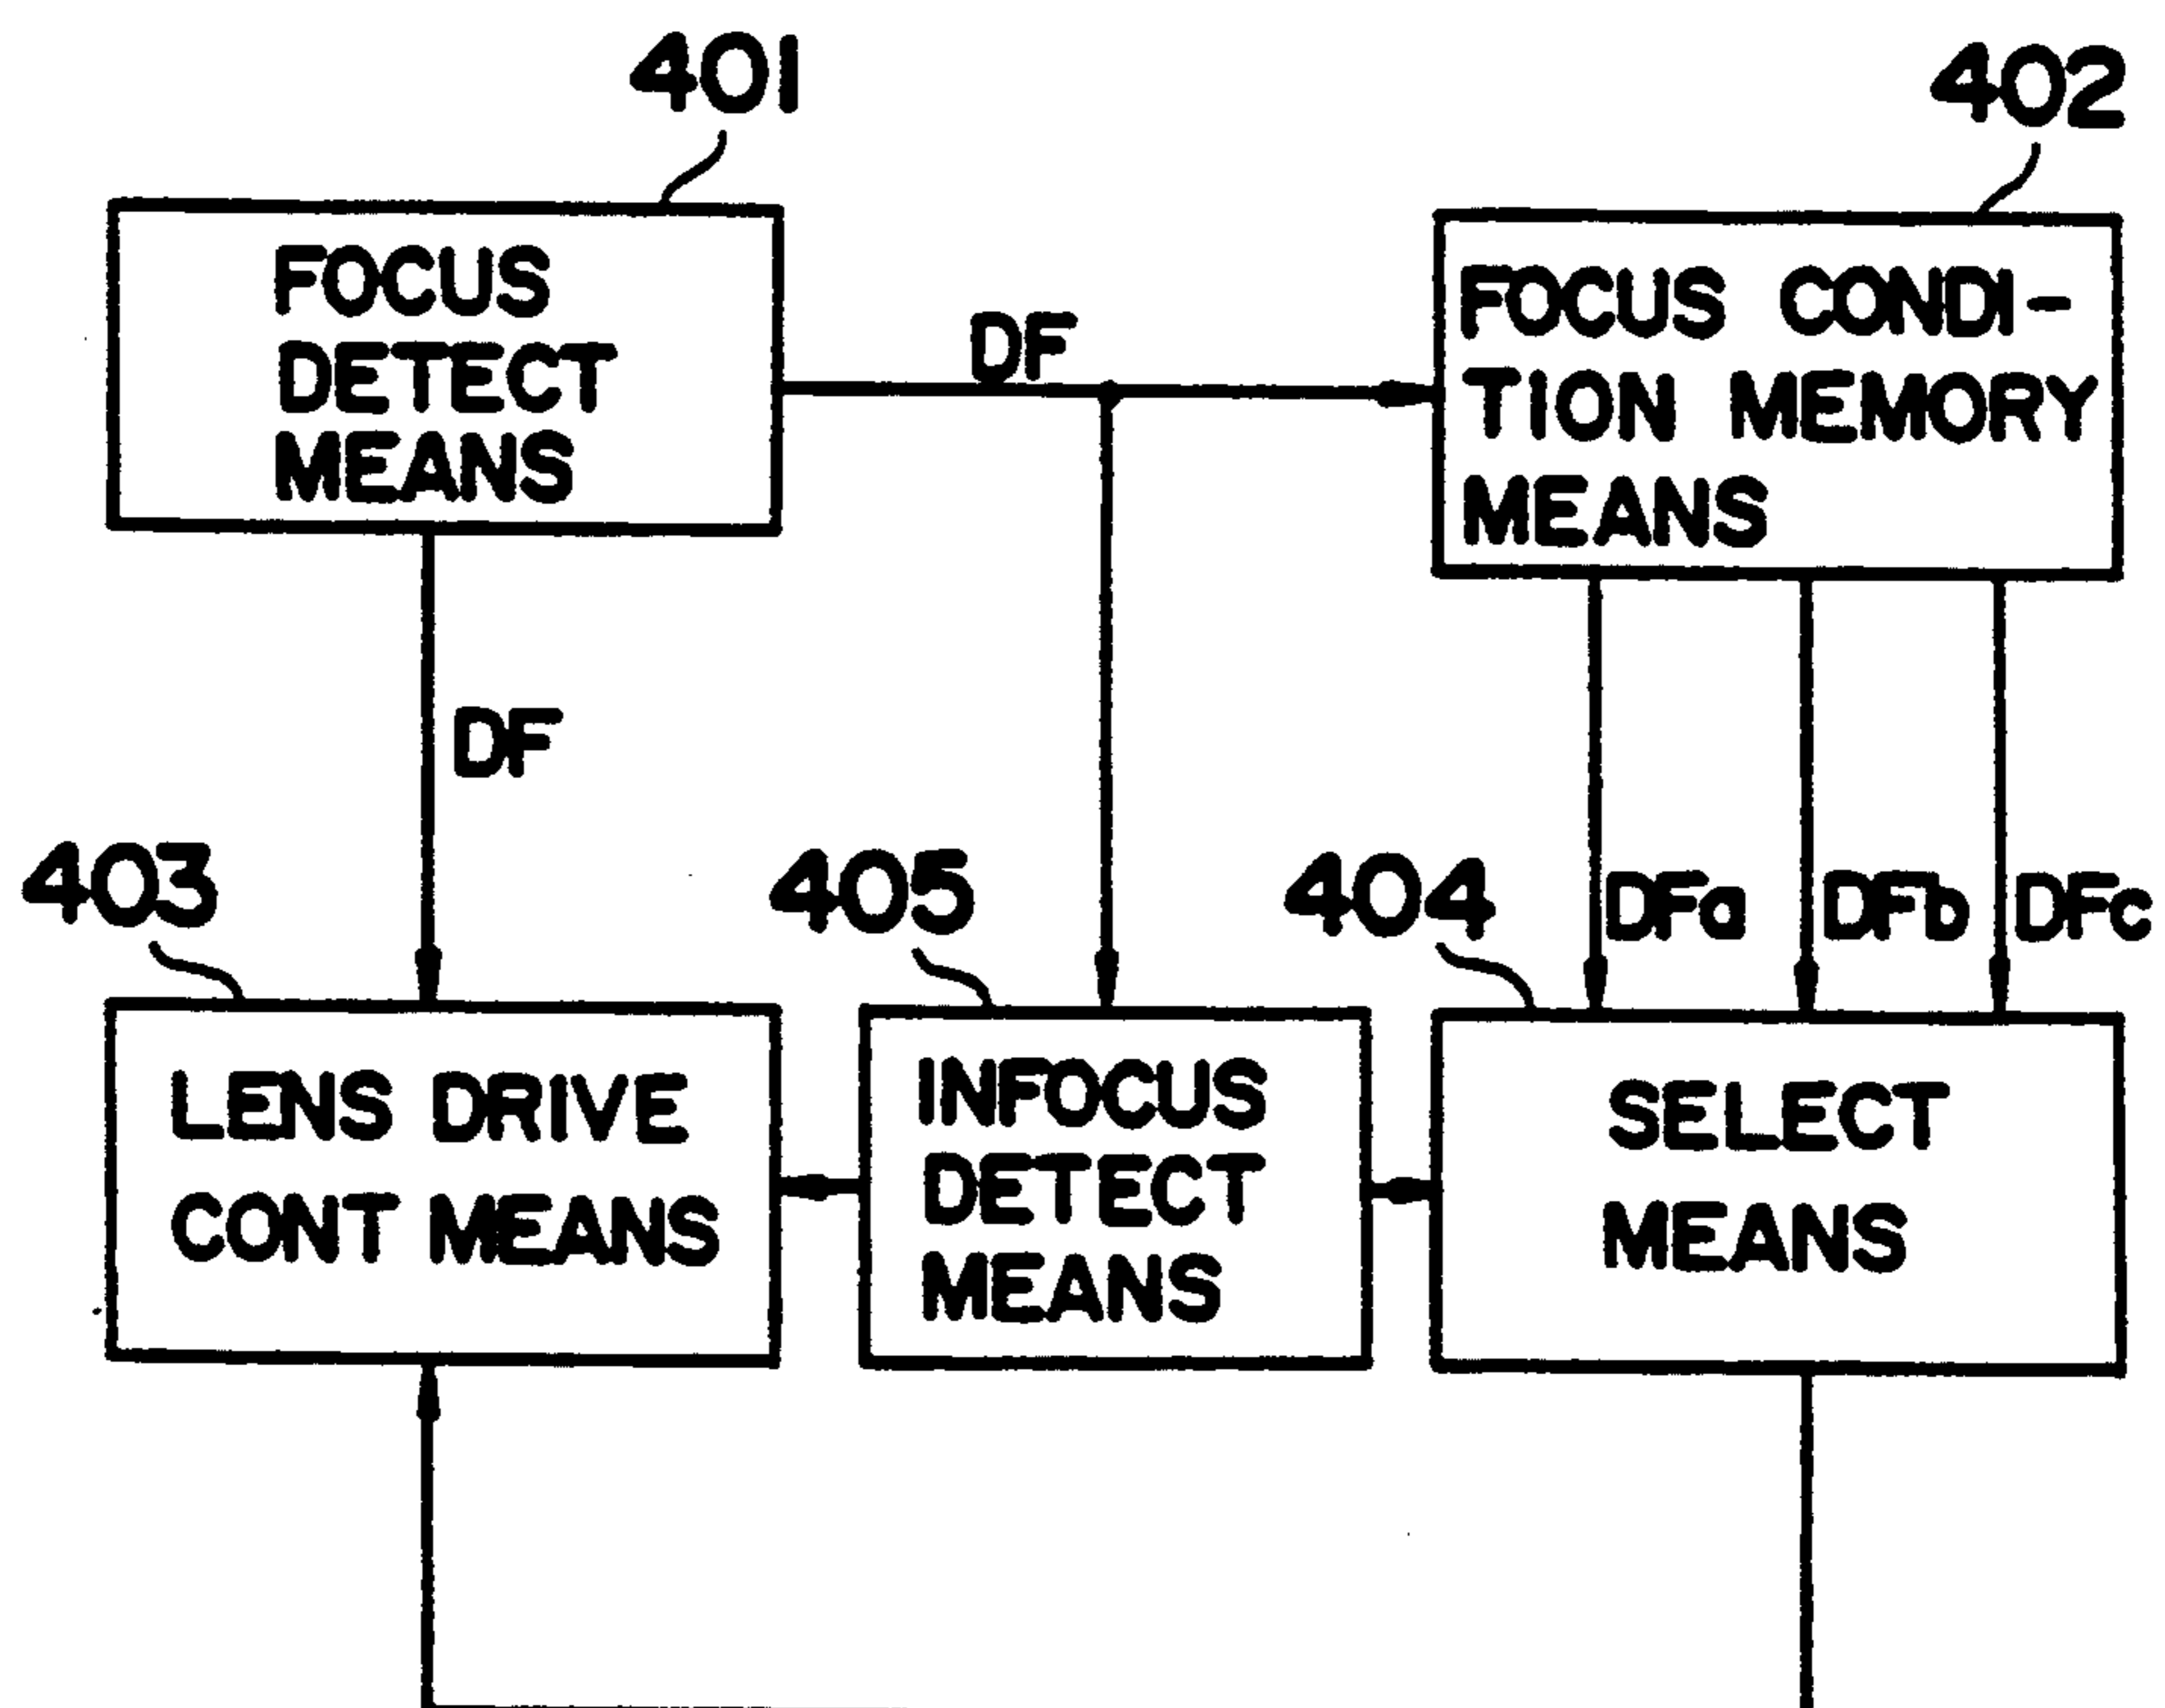 401
402
FOCUS
DETECT
MEANS
DF
FOCUS CONDI-
TION MEMORY
MEANS
DF
403
405
404
DFa
DFb
DFc
LENS DRIVE
CONT MEANS
INFOCUS
DETECT
MEANS
SELECT
MEANS